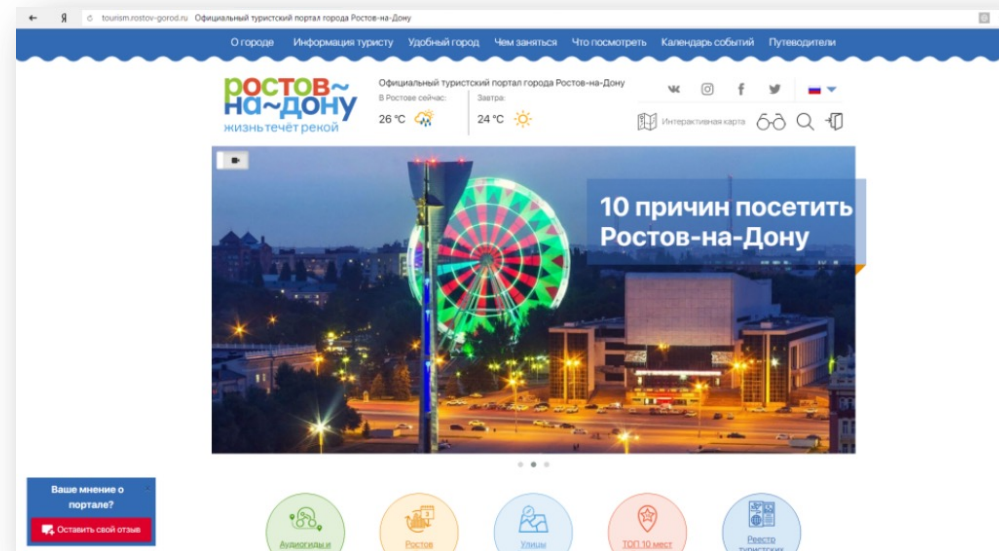 Я tourism.rostov-gorod.ru Официальный туристский портал города Ростов-на-Дону
О городе Информация туристу Удобный город Чем заняться Что посмотреть Календарь событий Путеводители
РОСТОВ~
на~ДОНУ
жизнь течёт рекой
Официальный туристский портал города Ростов-на-Дону
В Ростове сейчас: Завтра:
26 °C 24 °C
Интерактивная карта
10 причин посетить
Ростов-на-Дону
Ваше мнение о
портале?
Оставить свой отзыв
Аудиогиды и
Ростов
Улицы
ТОП 10 мест
Реестр
туристских